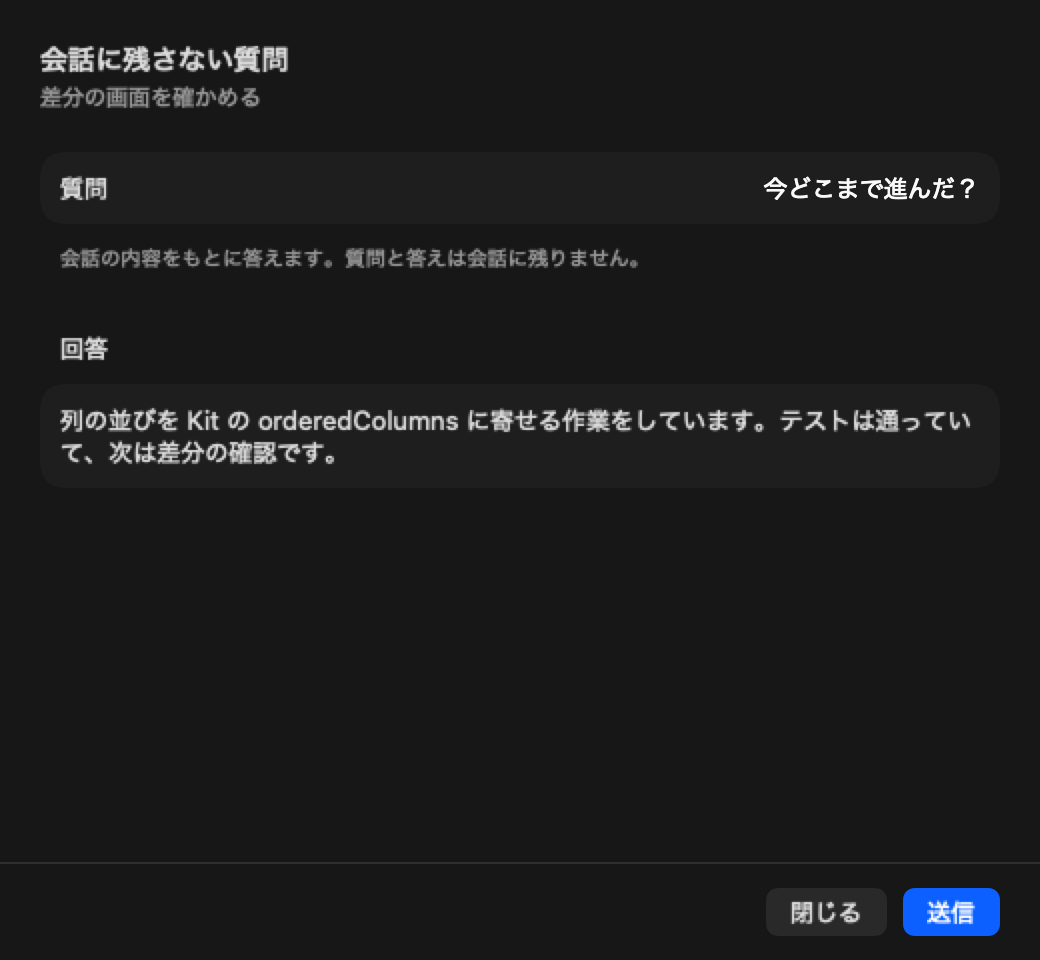 会話に残さない質問
差分の画面を確かめる
質問
今どこまで進んだ？
会話の内容をもとに答えます。質問と答えは会話に残りません。
回答
列の並びを Kit の orderedColumns に寄せる作業をしています。テストは通ってい
て、次は差分の確認です。
閉じる
送信